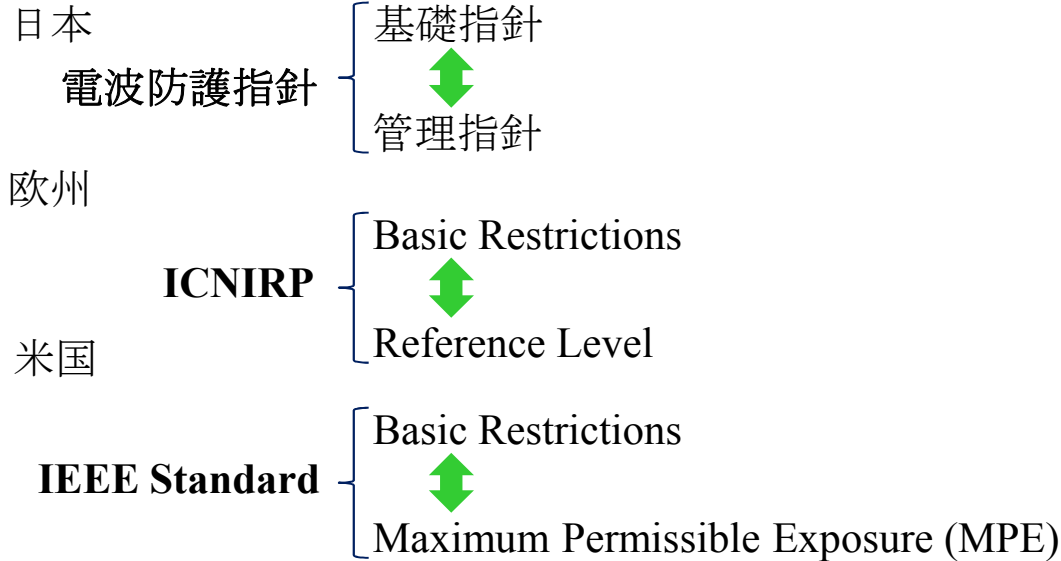 日本
電波防護指針
基礎指針
管理指針
欧州
ICNIRP
Basic Restrictions
Reference Level
米国
IEEE Standard
Basic Restrictions
Maximum Permissible Exposure (MPE)